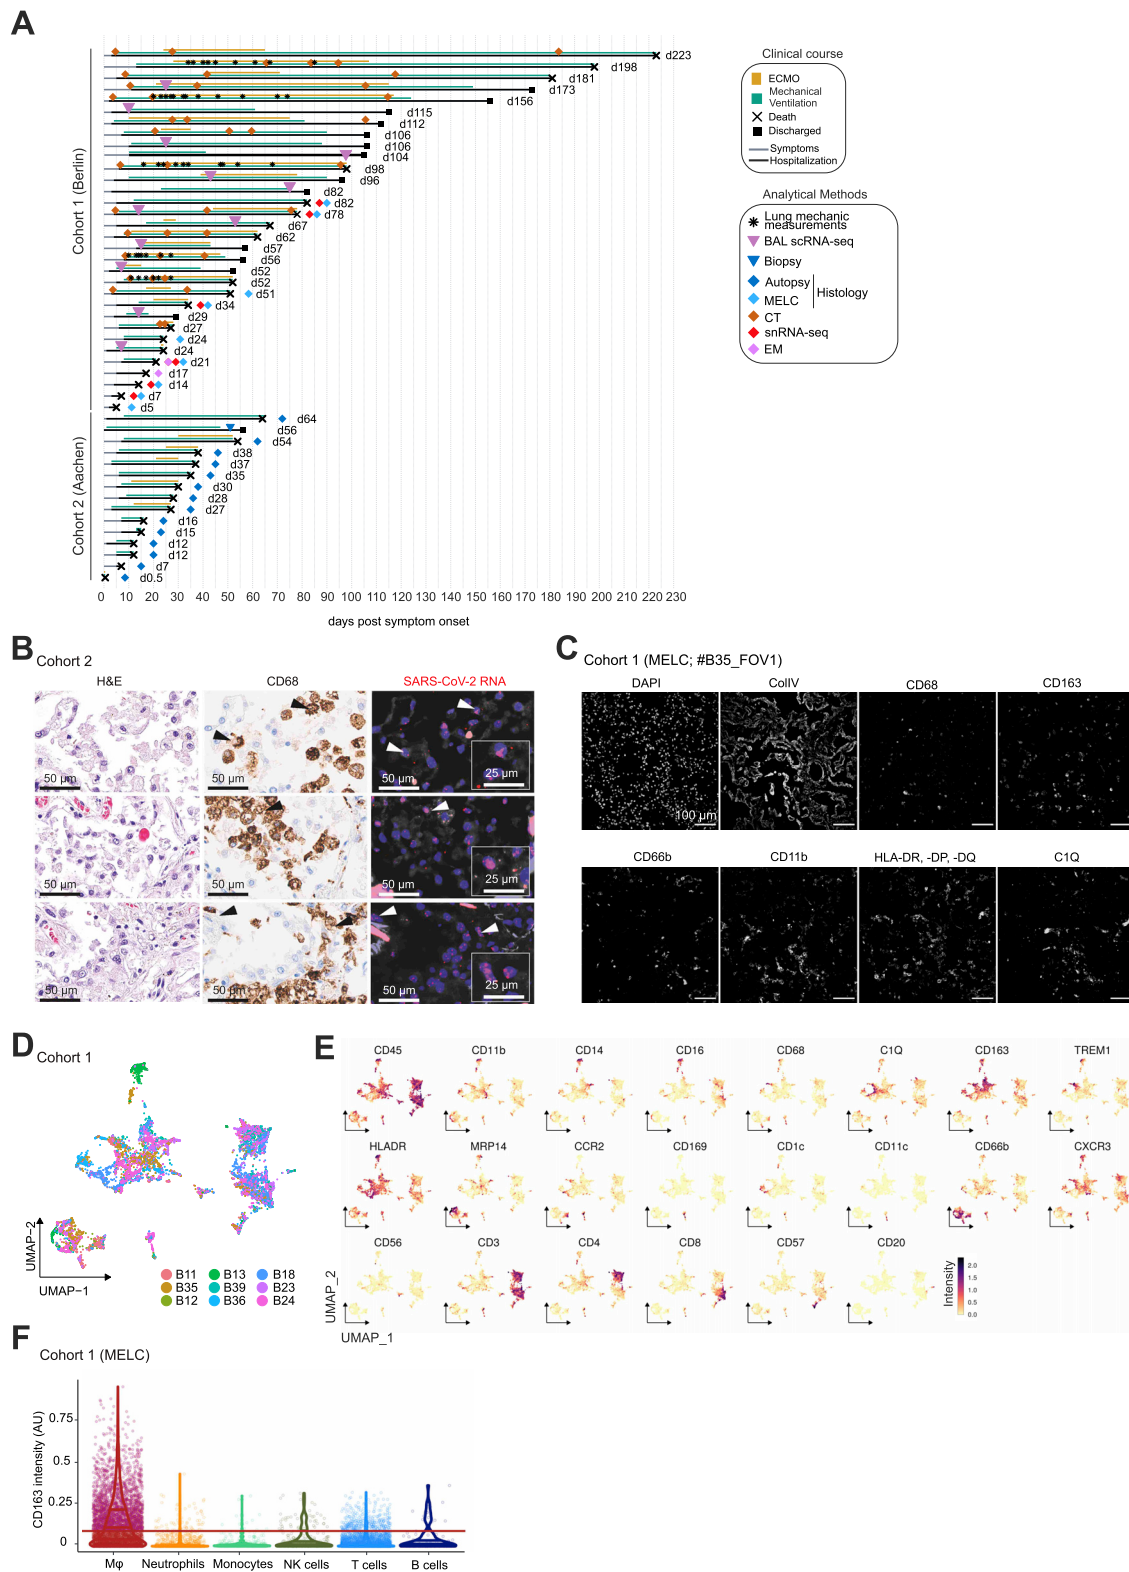 A
Cohort 1 (Berlin)
Cohort 2 (Aachen)
d223
d198
d181
d173
d156
d115
d112
d106
d106
d104
d98
d96
d82
d82
d78
d67
d62
d57
d56
d52
d52
d51
d34
d29
d27
d24
d24
d21
d17
d14
d7
d5
d64
d56
d54
d38
d37
d35
d30
d28
d27
d16
d15
d12
d12
d7
d0.5
0 10 20 30 40 50 60 70 80 90 100 110 120 130 140 150 160 170 180 190 200 210 220 230
days post symptom onset
Clinical course
ECMO
Mechanical
Ventilation
Death
Discharged
Symptoms
Hospitalization
Analytical Methods
Lung mechanic
measurements
BAL scRNA-seq
Biopsy
Autopsy
MELC
Histology
CT
snRNA-seq
EM
B
Cohort 2
H&E CD68 SARS-CoV-2 RNA
50 µm 50 µm 50 µm 25 µm
50 µm 50 µm 50 µm 25 µm
50 µm 50 µm 50 µm 25 µm
C
Cohort 1 (MELC; #B35_FOV1)
DAPI ColIV CD68 CD163
100 µm
CD66b CD11b HLA-DR, -DP, -DQ C1Q
D
Cohort 1
UMAP-2
UMAP-1
B11 B13 B18
B35 B39 B23
B12 B36 B24
E
CD45 CD11b CD14 CD16 CD68 C1Q CD163 TREM1
HLADR MRP14 CCR2 CD169 CD1c CD11c CD66b CXCR3
CD56 CD3 CD4 CD8 CD57 CD20
UMAP_2
UMAP_1
Intensity
2.0
1.5
1.0
0.5
0.0
F
Cohort 1 (MELC)
CD163 intensity (AU)
0.75
0.5
0.25
0
Mφ Neutrophils Monocytes NK cells T cells B cells